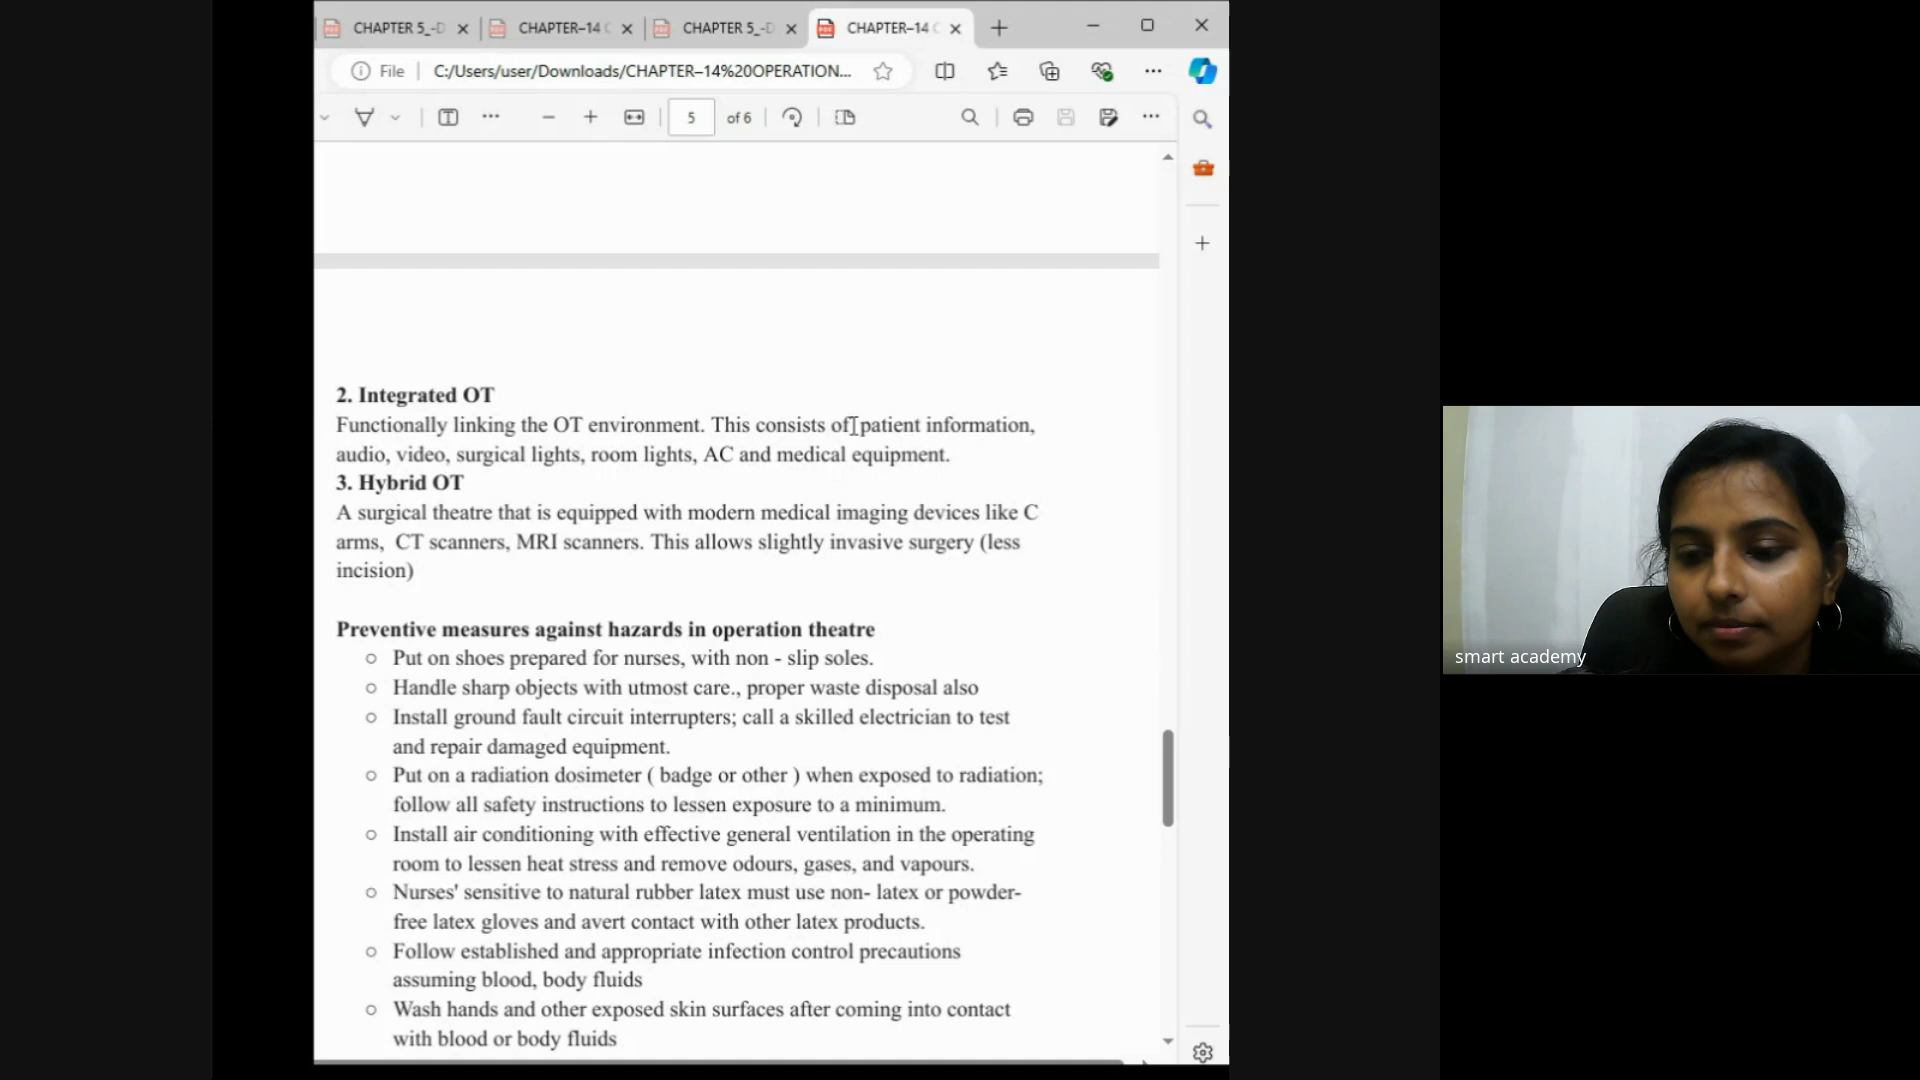 CHAPTER 5_-D
CHAPTER–14 C
CHAPTER 5_-D
CHAPTER–14 C
File
C:/Users/user/Downloads/CHAPTER–14%20OPERATION...
5 of 6
2. Integrated OT
Functionally linking the OT environment. This consists of patient information,
audio, video, surgical lights, room lights, AC and medical equipment.
3. Hybrid OT
A surgical theatre that is equipped with modern medical imaging devices like C
arms,  CT scanners, MRI scanners. This allows slightly invasive surgery (less
incision)
Preventive measures against hazards in operation theatre
Put on shoes prepared for nurses, with non - slip soles.
Handle sharp objects with utmost care., proper waste disposal also
Install ground fault circuit interrupters; call a skilled electrician to test
and repair damaged equipment.
Put on a radiation dosimeter ( badge or other ) when exposed to radiation;
follow all safety instructions to lessen exposure to a minimum.
Install air conditioning with effective general ventilation in the operating
room to lessen heat stress and remove odours, gases, and vapours.
Nurses' sensitive to natural rubber latex must use non- latex or powder-
free latex gloves and avert contact with other latex products.
Follow established and appropriate infection control precautions
assuming blood, body fluids
Wash hands and other exposed skin surfaces after coming into contact
with blood or body fluids
smart academy